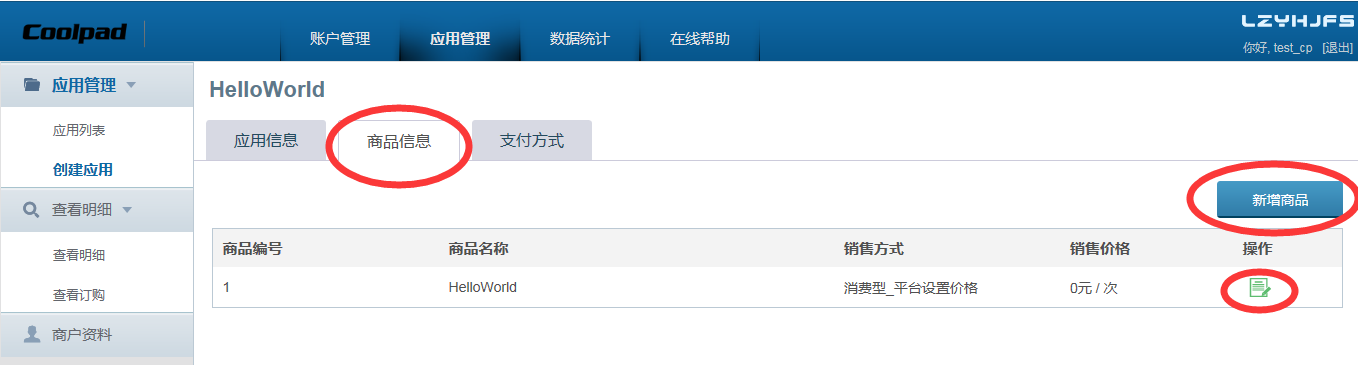 Coolpad
账户管理 应用管理 数据统计 在线帮助
LZYHJFS
你好, test_cp [退出]
应用管理
应用列表
创建应用
查看明细
查看明细
查看订购
商户资料
HelloWorld
应用信息 商品信息 支付方式
新增商品
商品编号 商品名称 销售方式 销售价格 操作
1 HelloWorld 消费型_平台设置价格 0元 / 次